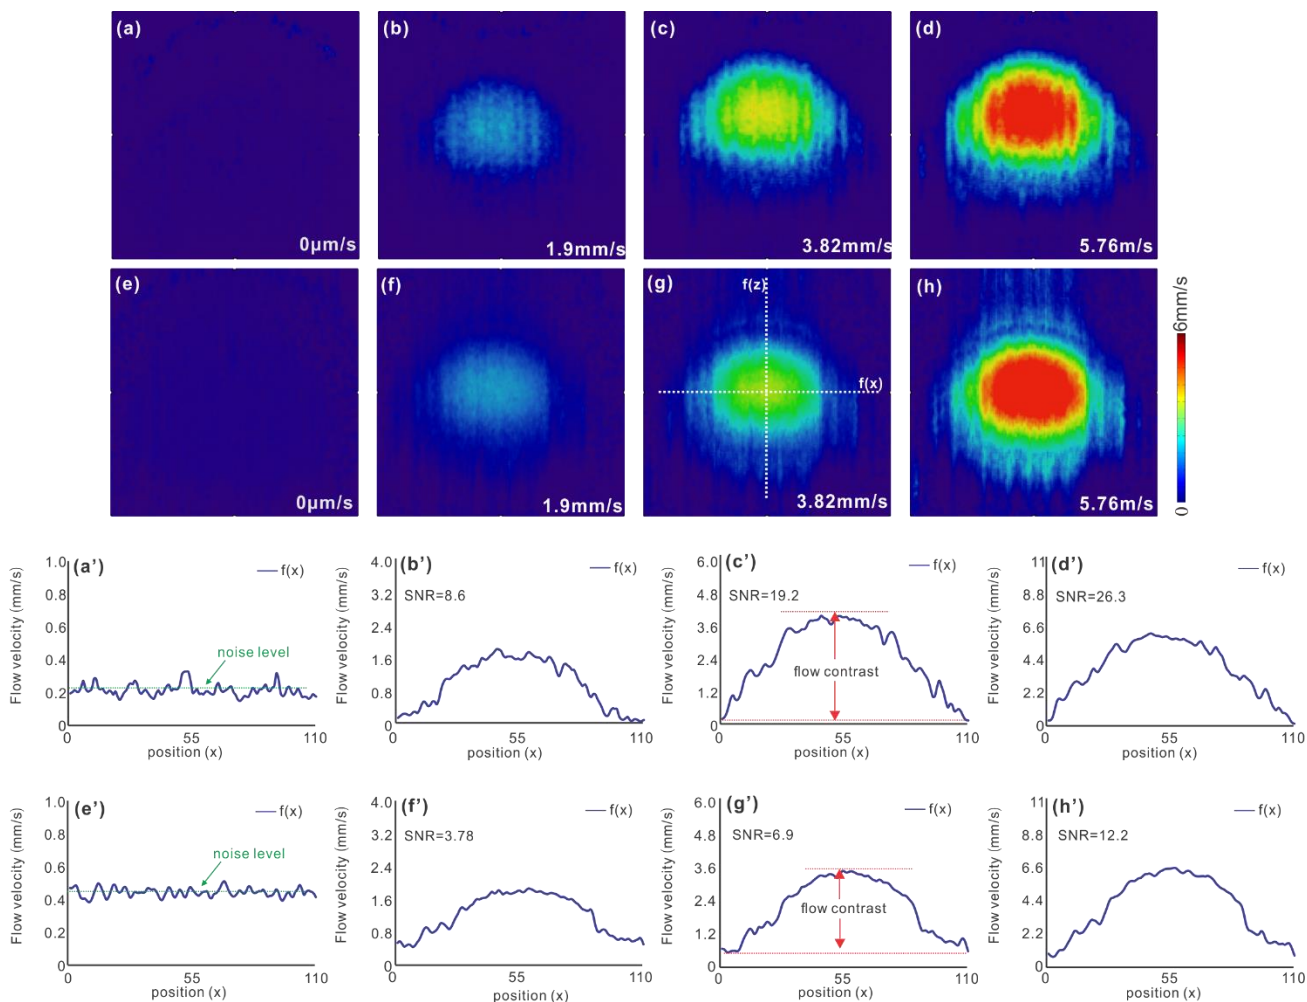 (a)
(b)
(c)
(d)
0μm/s
1.9mm/s
3.82mm/s
5.76m/s
(e)
(f)
(g)
f(z)
f(x)
(h)
0μm/s
1.9mm/s
3.82mm/s
5.76m/s
0
6mm/s
(a')
f(x)
noise level
Flow velocity (mm/s)
1.0
0.8
0.6
0.4
0.2
0
0
55
110
position (x)
(b')
f(x)
SNR=8.6
Flow velocity (mm/s)
4.0
3.2
2.4
1.6
0.8
0
0
55
110
position (x)
(c')
f(x)
SNR=19.2
flow contrast
Flow velocity (mm/s)
6.0
4.8
3.6
2.4
1.2
0
0
55
110
position (x)
(d')
f(x)
SNR=26.3
Flow velocity (mm/s)
11
8.8
6.6
4.4
2.2
0
0
55
110
position (x)
(e')
f(x)
noise level
Flow velocity (mm/s)
1.0
0.8
0.6
0.4
0.2
0
0
55
110
position (x)
(f')
f(x)
SNR=3.78
Flow velocity (mm/s)
4.0
3.2
2.4
1.6
0.8
0
0
55
110
position (x)
(g')
f(x)
SNR=6.9
flow contrast
Flow velocity (mm/s)
6.0
4.8
3.6
2.4
1.2
0
0
55
110
position (x)
(h')
f(x)
SNR=12.2
Flow velocity (mm/s)
11
8.8
6.6
4.4
2.2
0
0
55
110
position (x)